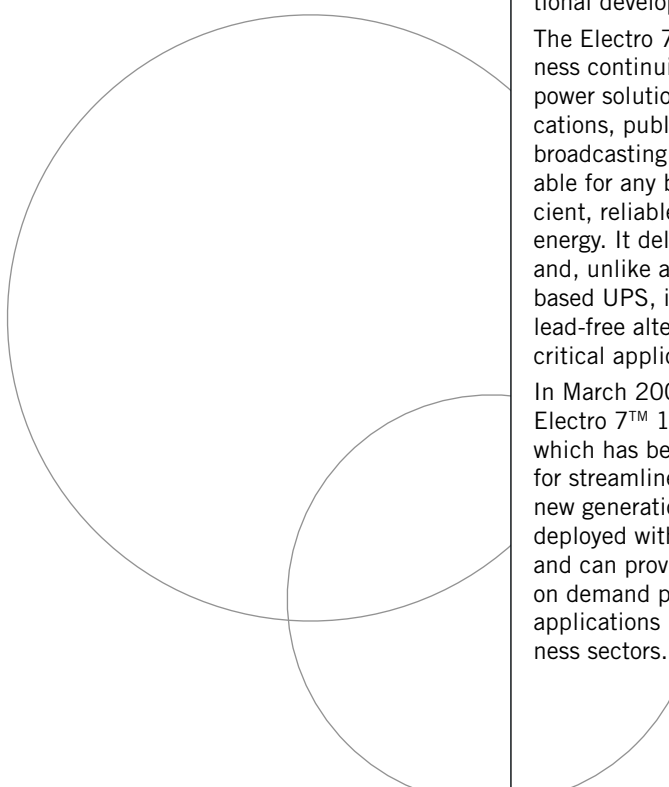 tional develop
The Electro 7
ness continui
power solutio
cations, publ
broadcasting
able for any b
cient, reliable
energy. It del
and, unlike a
based UPS, i
lead-free alte
critical applic
In March 200
Electro 7™ 1
which has be
for streamline
new generatio
deployed with
and can prov
on demand p
applications
ness sectors.